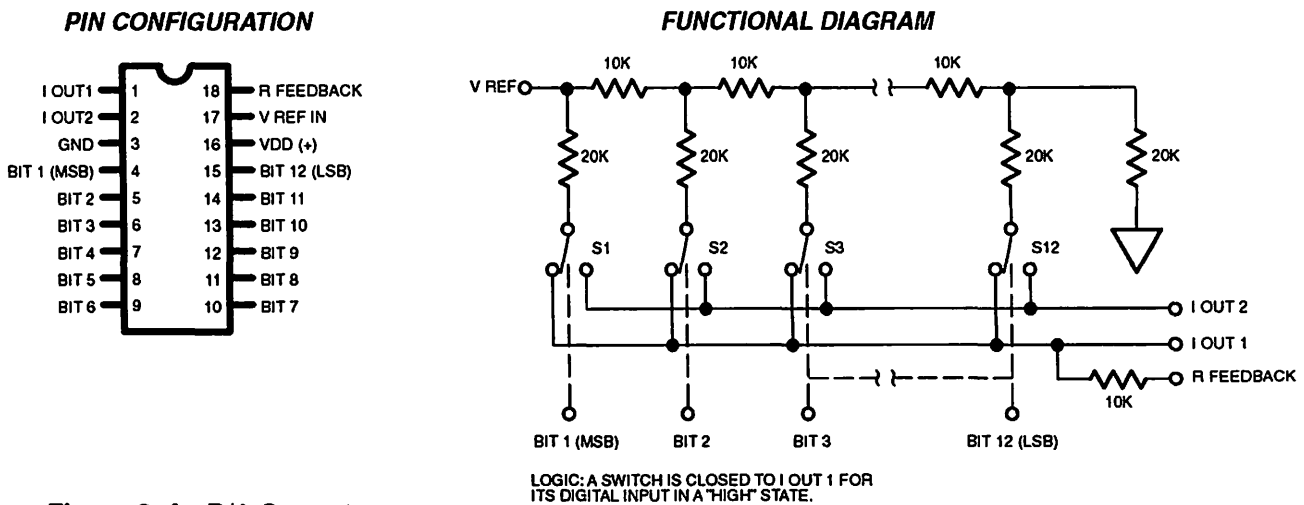 PIN CONFIGURATION
I OUT1 1 18 R FEEDBACK
I OUT2 2 17 V REF IN
GND 3 16 VDD (+)
BIT 1 (MSB) 4 15 BIT 12 (LSB)
BIT 2 5 14 BIT 11
BIT 3 6 13 BIT 10
BIT 4 7 12 BIT 9
BIT 5 8 11 BIT 8
BIT 6 9 10 BIT 7
FUNCTIONAL DIAGRAM
10K 10K 10K
V REF
20K 20K 20K 20K 20K
S1 S2 S3 S12
I OUT 2
I OUT 1
R FEEDBACK
10K
BIT 1 (MSB) BIT 2 BIT 3 BIT 12 (LSB)
LOGIC: A SWITCH IS CLOSED TO I OUT 1 FOR
ITS DIGITAL INPUT IN A "HIGH" STATE.